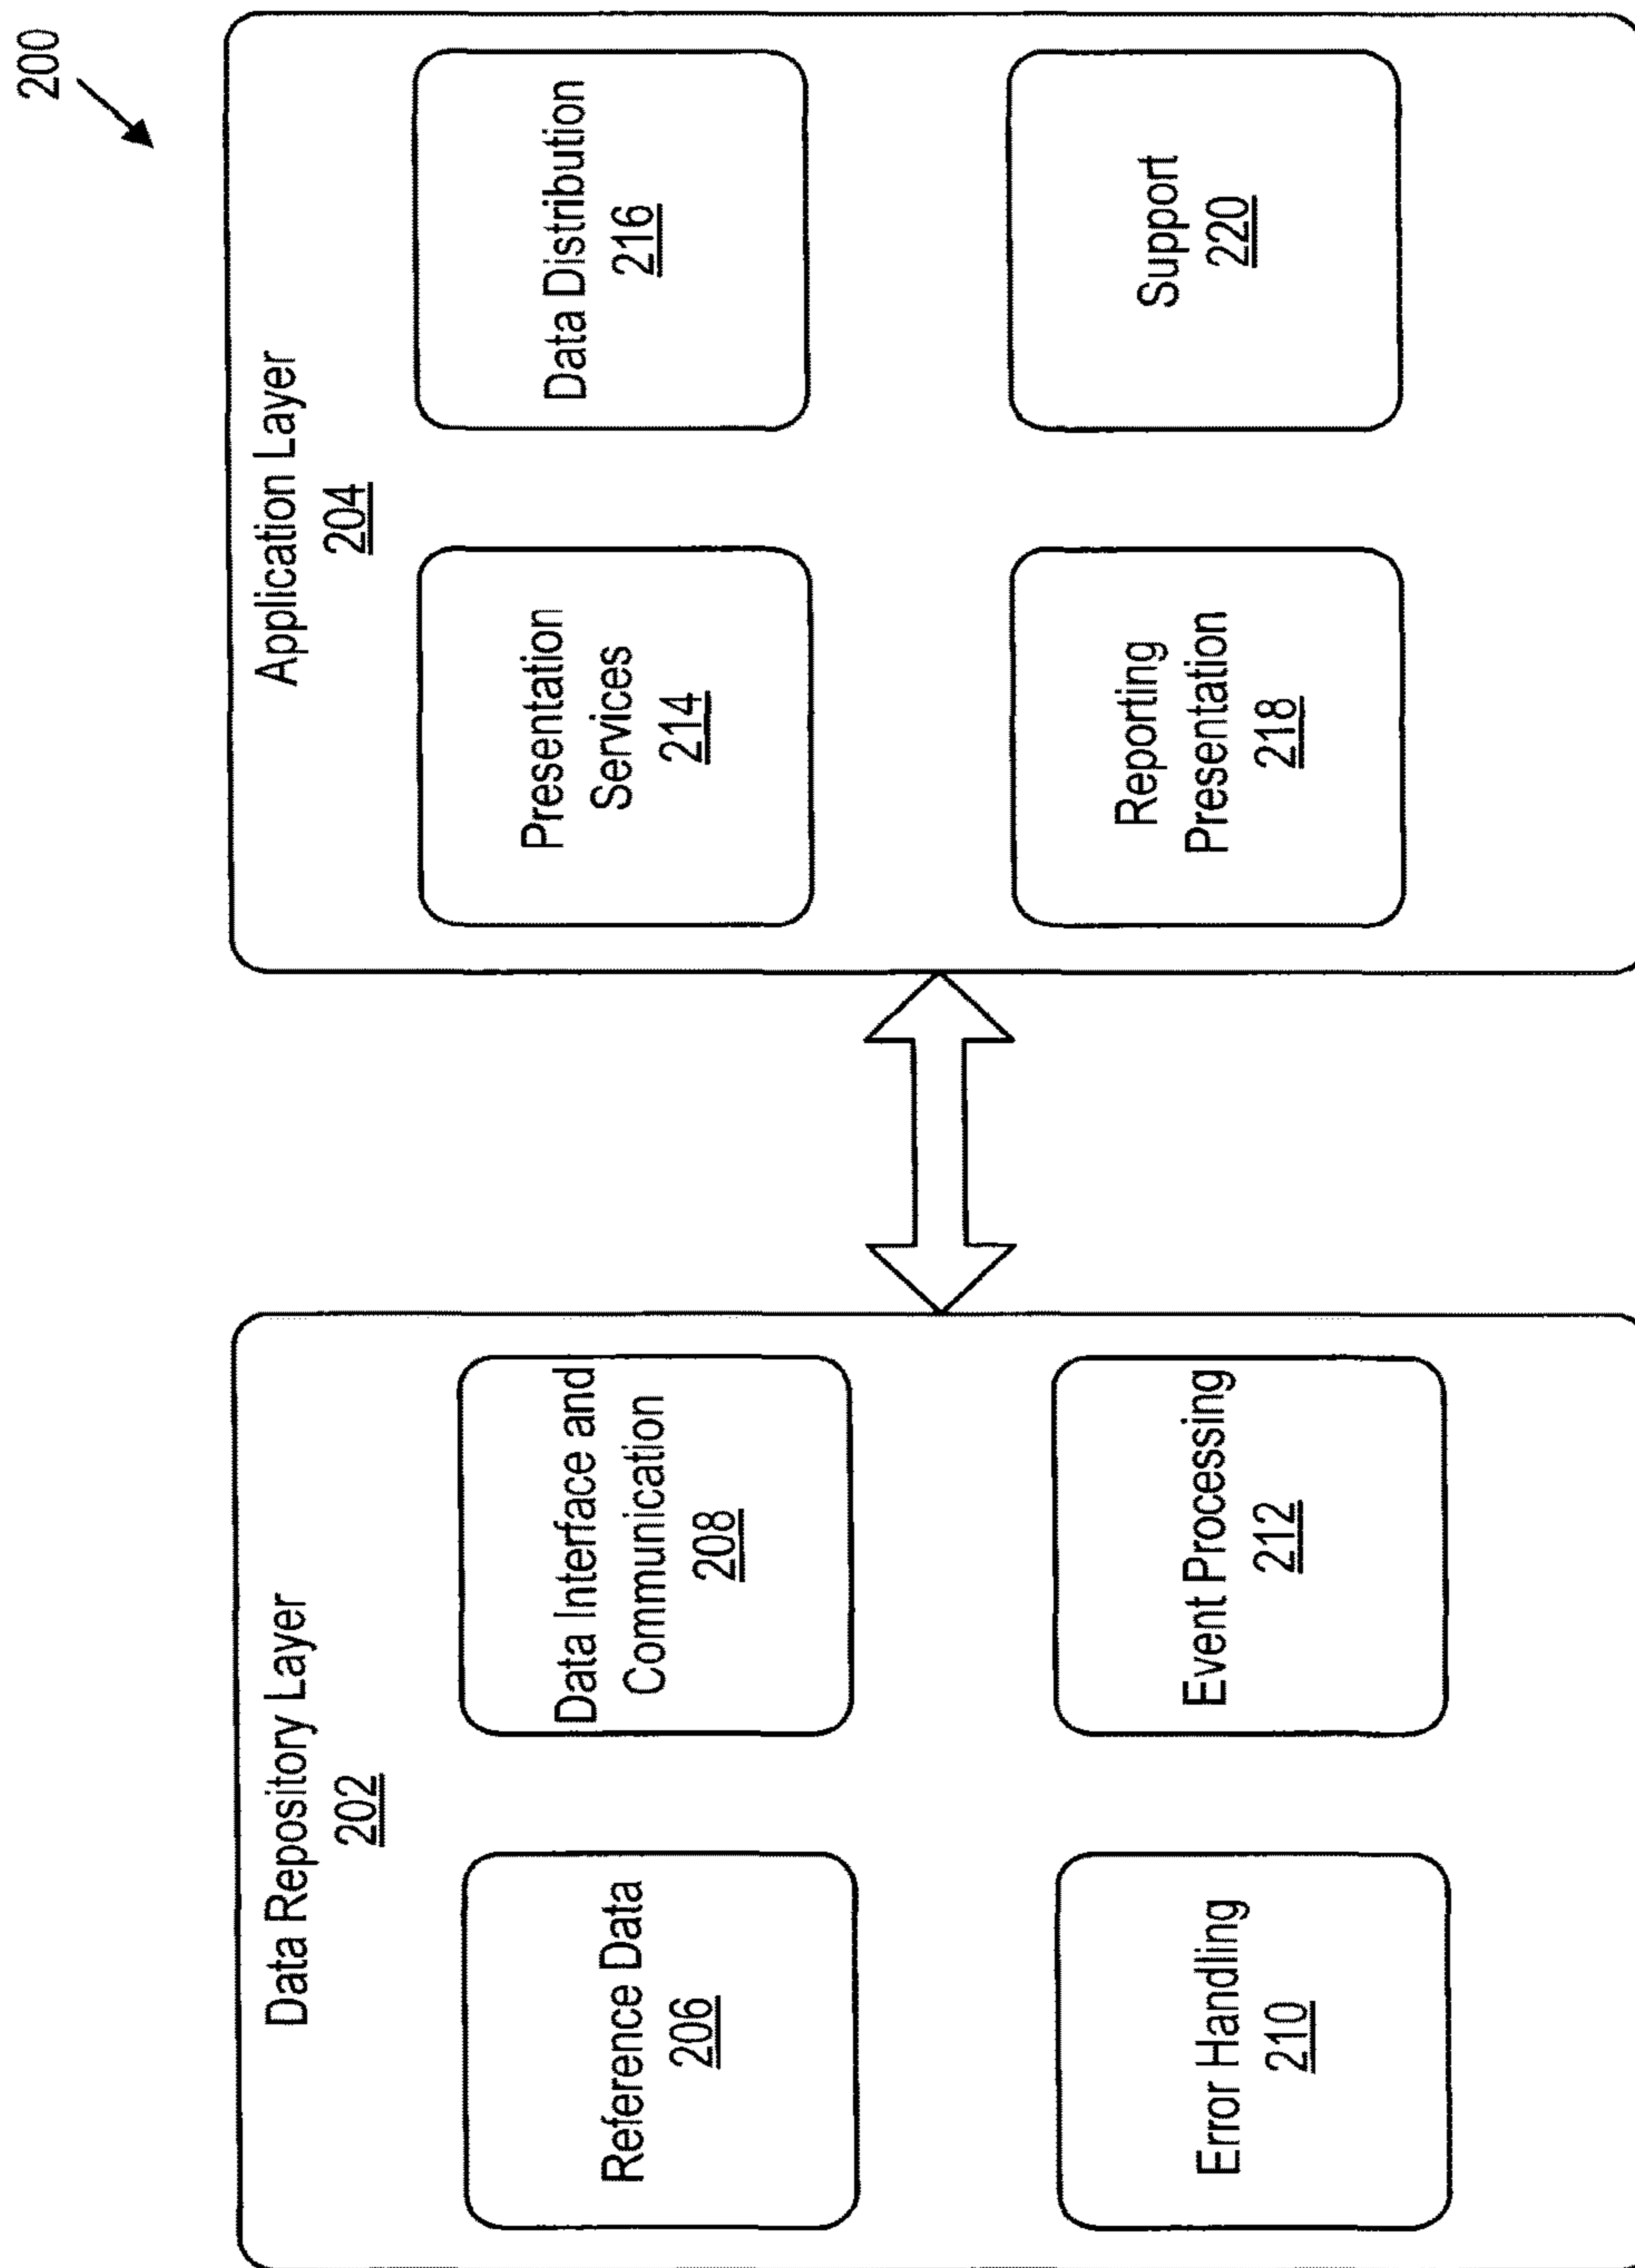 200
Data Repository Layer
202
Reference Data
206
Data Interface and
Communication
208
Error Handling
210
Event Processing
212
Application Layer
204
Presentation
Services
214
Data Distribution
216
Reporting
Presentation
218
Support
220